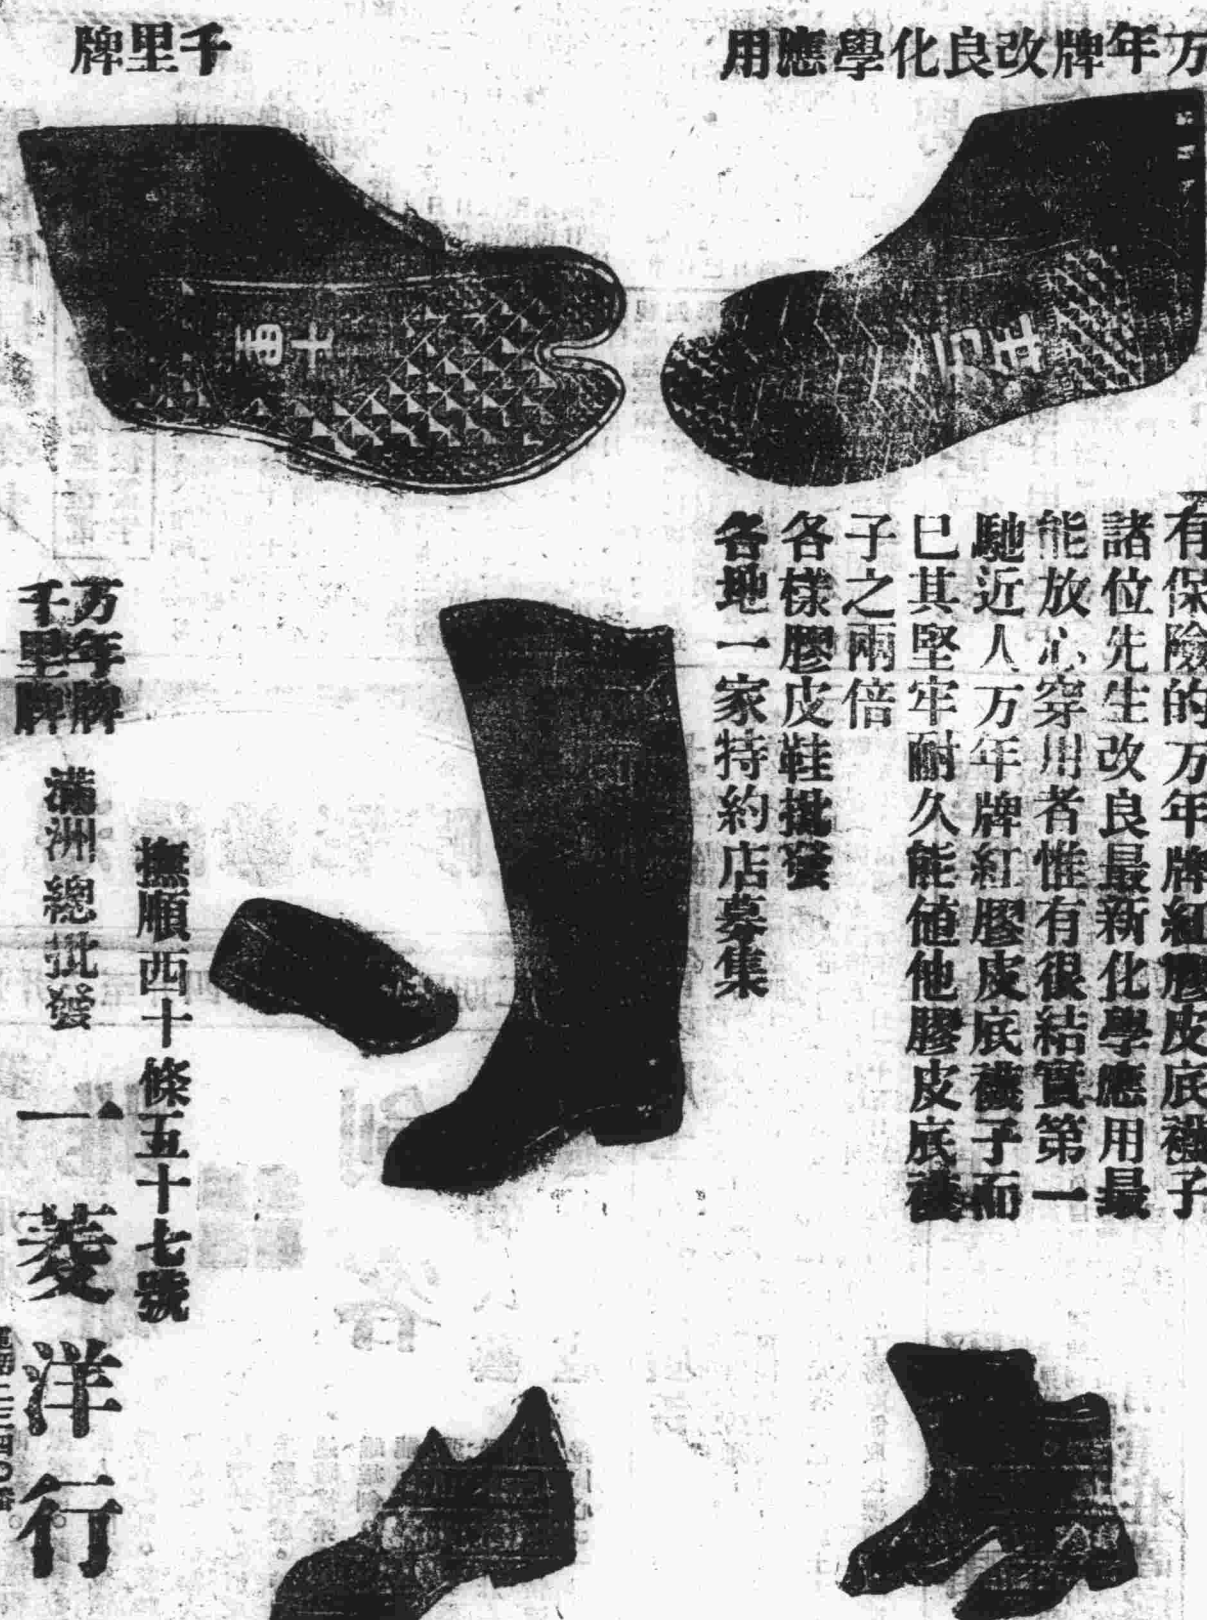 万年牌改良化學應用
千里牌
万年
有保險的万年牌紅膠皮底襪子
諸位先生改良最新化學應用最
能放心穿用者惟有很結實第一
馳近人万年牌紅膠皮底襪子而
已其堅牢耐久能値他膠皮底襪
子之兩倍
各樣膠皮鞋批發
各地一家特約店募集
万年牌
千里牌
滿洲總批發
撫順西十條五十七號
一菱洋行